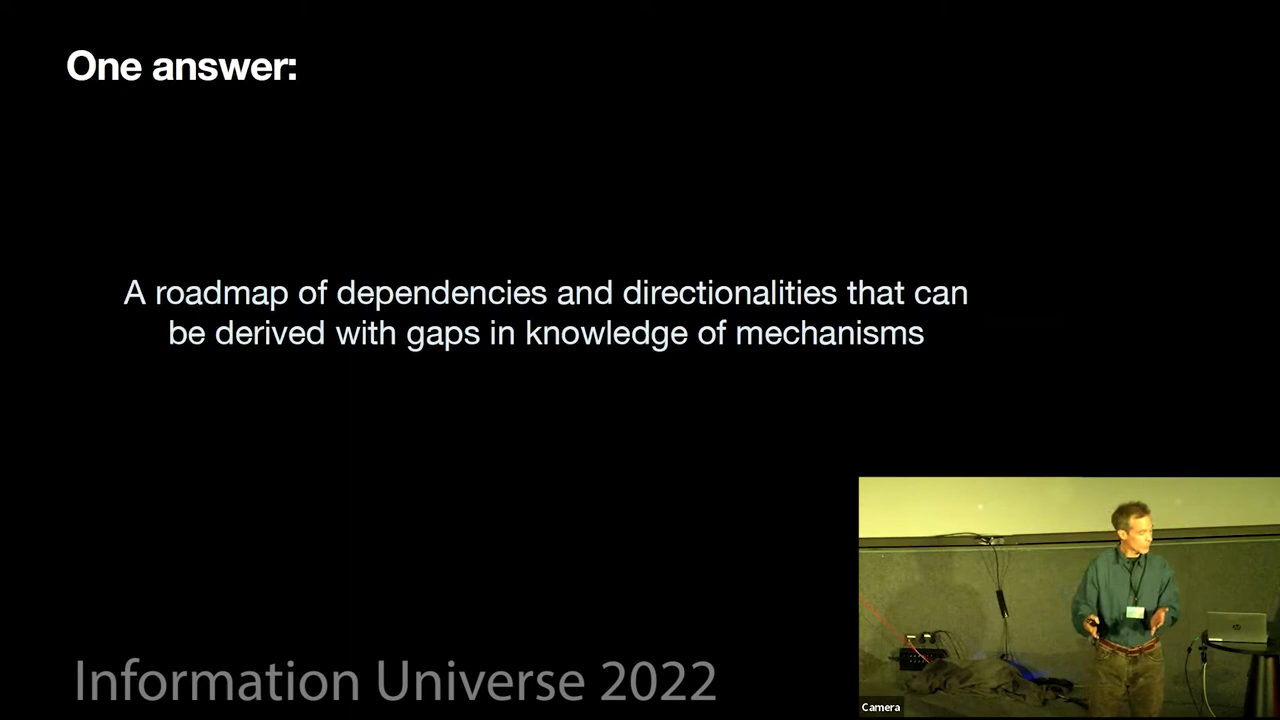 One answer:
A roadmap of dependencies and directionalities that can
be derived with gaps in knowledge of mechanisms
Information Universe 2022
Camera